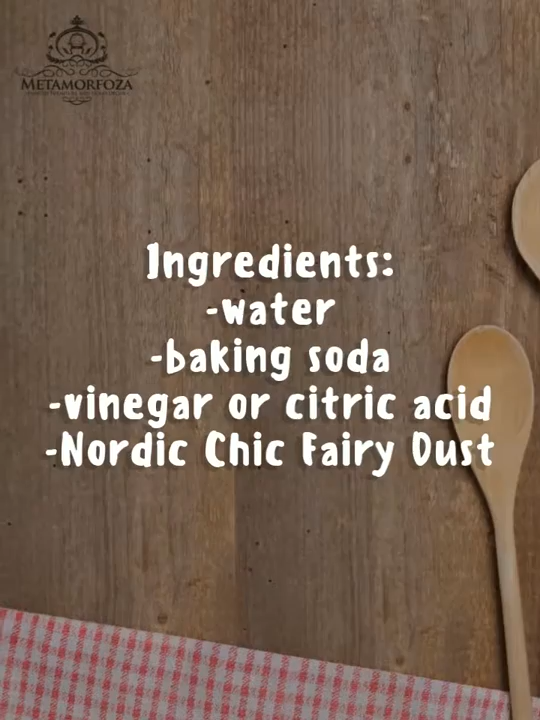 METAMORFOZA
Ingredients:
-water
-baking soda
-vinegar or citric acid
-Nordic Chic Fairy Dust